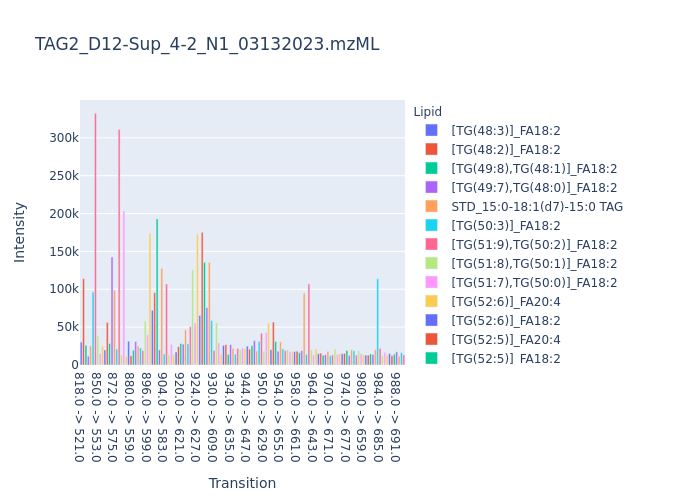 TAG2_D12-Sup_4-2_N1_03132023.mzML
Lipid
[TG(48:3)]_FA18:2
[TG(48:2)]_FA18:2
[TG(49:8),TG(48:1)]_FA18:2
[TG(49:7),TG(48:0)]_FA18:2
STD_15:0-18:1(d7)-15:0 TAG
[TG(50:3)]_FA18:2
[TG(51:9),TG(50:2)]_FA18:2
[TG(51:8),TG(50:1)]_FA18:2
[TG(51:7),TG(50:0)]_FA18:2
[TG(52:6)]_FA20:4
[TG(52:6)]_FA18:2
[TG(52:5)]_FA20:4
[TG(52:5)]_FA18:2
Intensity
300k
250k
200k
150k
100k
50k
0
818.0 -> 521.0
850.0 -> 553.0
872.0 -> 575.0
880.0 -> 559.0
896.0 -> 599.0
904.0 -> 583.0
920.0 -> 621.0
924.0 -> 627.0
930.0 -> 609.0
934.0 -> 635.0
944.0 -> 647.0
950.0 -> 629.0
954.0 -> 655.0
958.0 -> 661.0
964.0 -> 643.0
970.0 -> 671.0
974.0 -> 677.0
980.0 -> 659.0
984.0 -> 685.0
988.0 -> 691.0
Transition